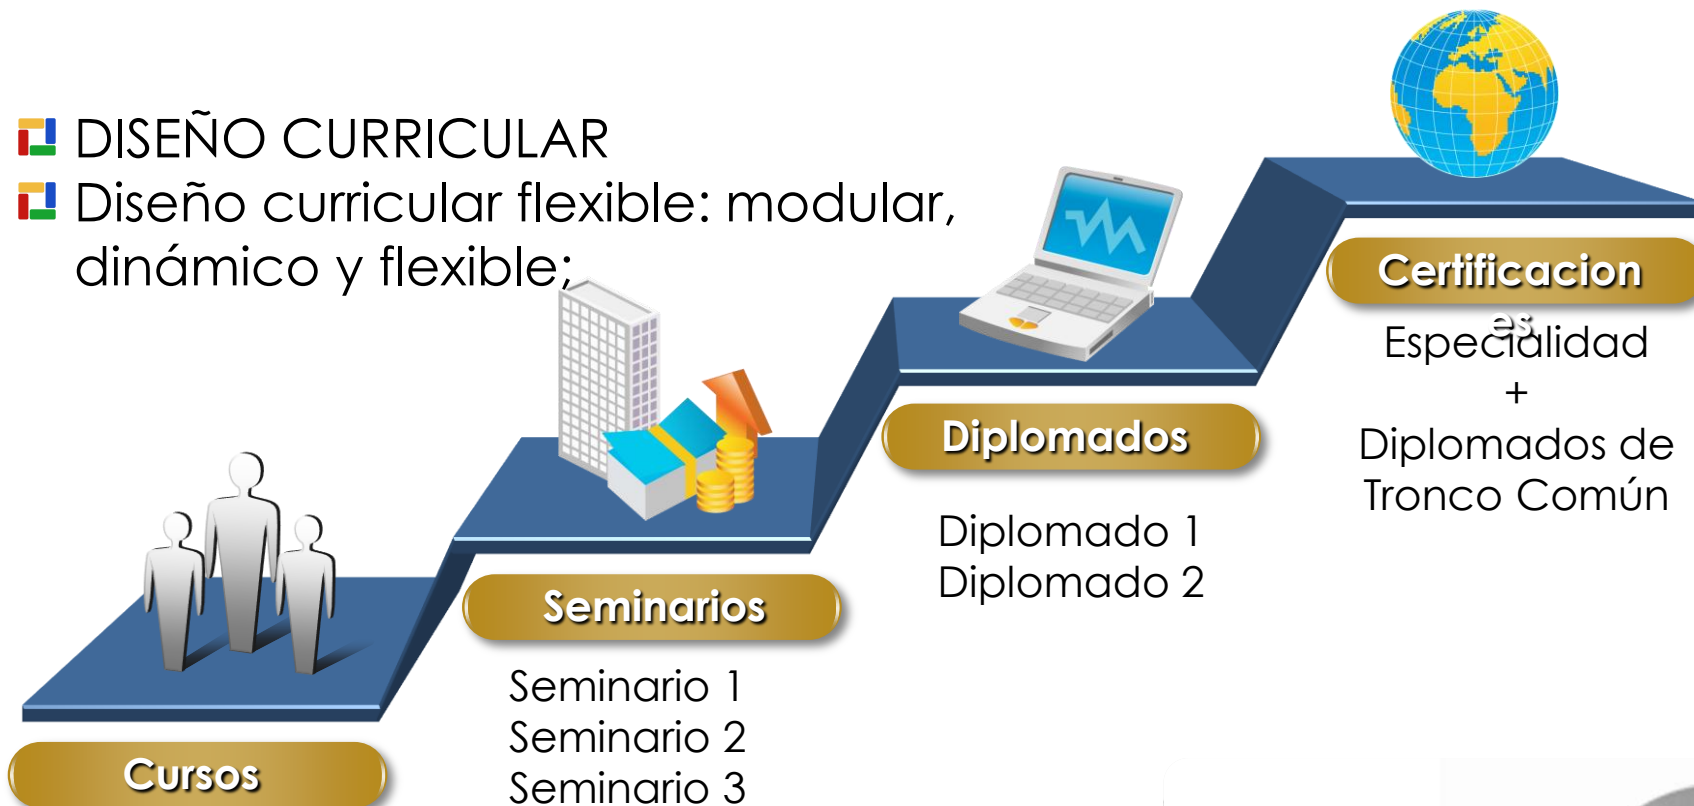 DISEÑO CURRICULAR
Diseño curricular flexible: modular,
dinámico y flexible;
Cursos
Seminarios
Seminario 1
Seminario 2
Seminario 3
Diplomados
Diplomado 1
Diplomado 2
Certificacion
es
Especialidad
+
Diplomados de
Tronco Común